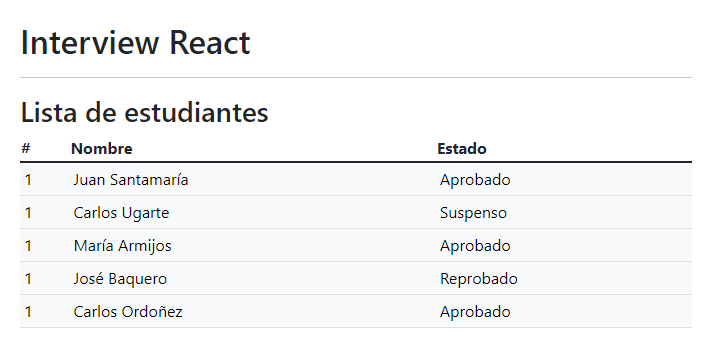 Interview React
Lista de estudiantes
# Nombre Estado
1 Juan Santamaría Aprobado
1 Carlos Ugarte Suspenso
1 María Armijos Aprobado
1 José Baquero Reprobado
1 Carlos Ordoñez Aprobado